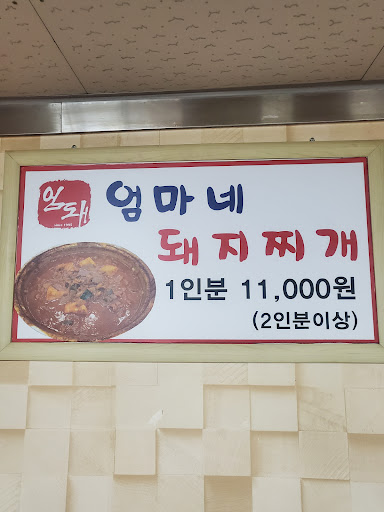 엄돼
엄마네
돼지찌개
1인분 11,000원
(2인분이상)